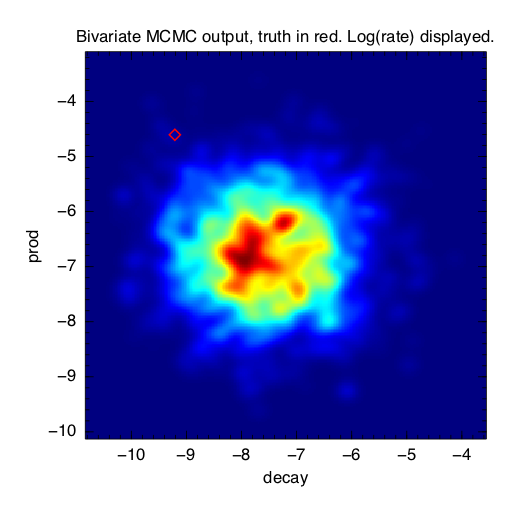 Bivariate MCMC output, truth in red. Log(rate) displayed.
−4
−5
−6
−7
−8
−9
−10
prod
−10 −9 −8 −7 −6 −5 −4
decay